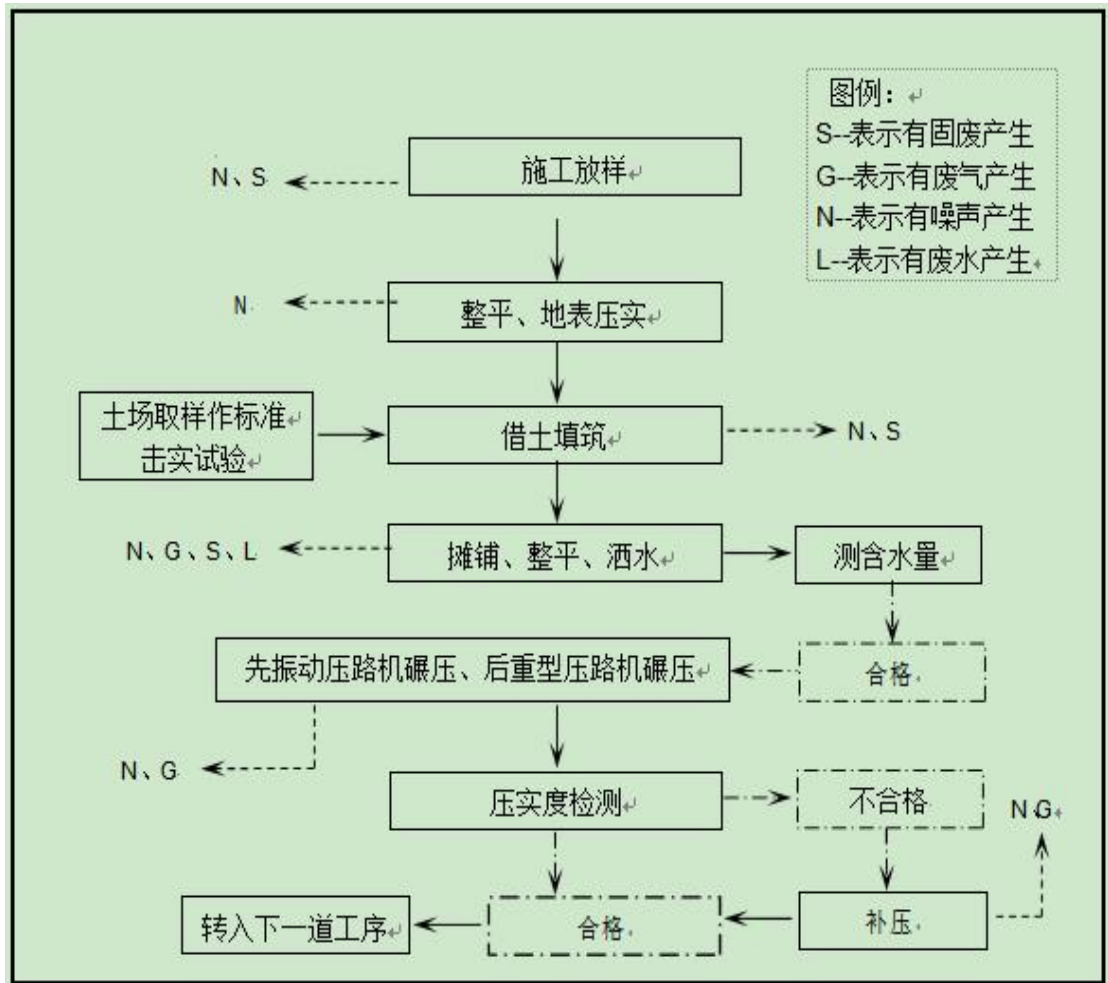 图例：
S--表示有固废产生
G--表示有废气产生
N--表示有噪声产生
L--表示有废水产生
施工放样
N、S
整平、地表压实
N
土场取样作标准
击实试验
借土填筑
N、S
N、G、S、L
摊铺、整平、洒水
测含水量
先振动压路机碾压、后重型压路机碾压
合格
N、G
压实度检测
不合格
N、G
转入下一道工序
合格
补压